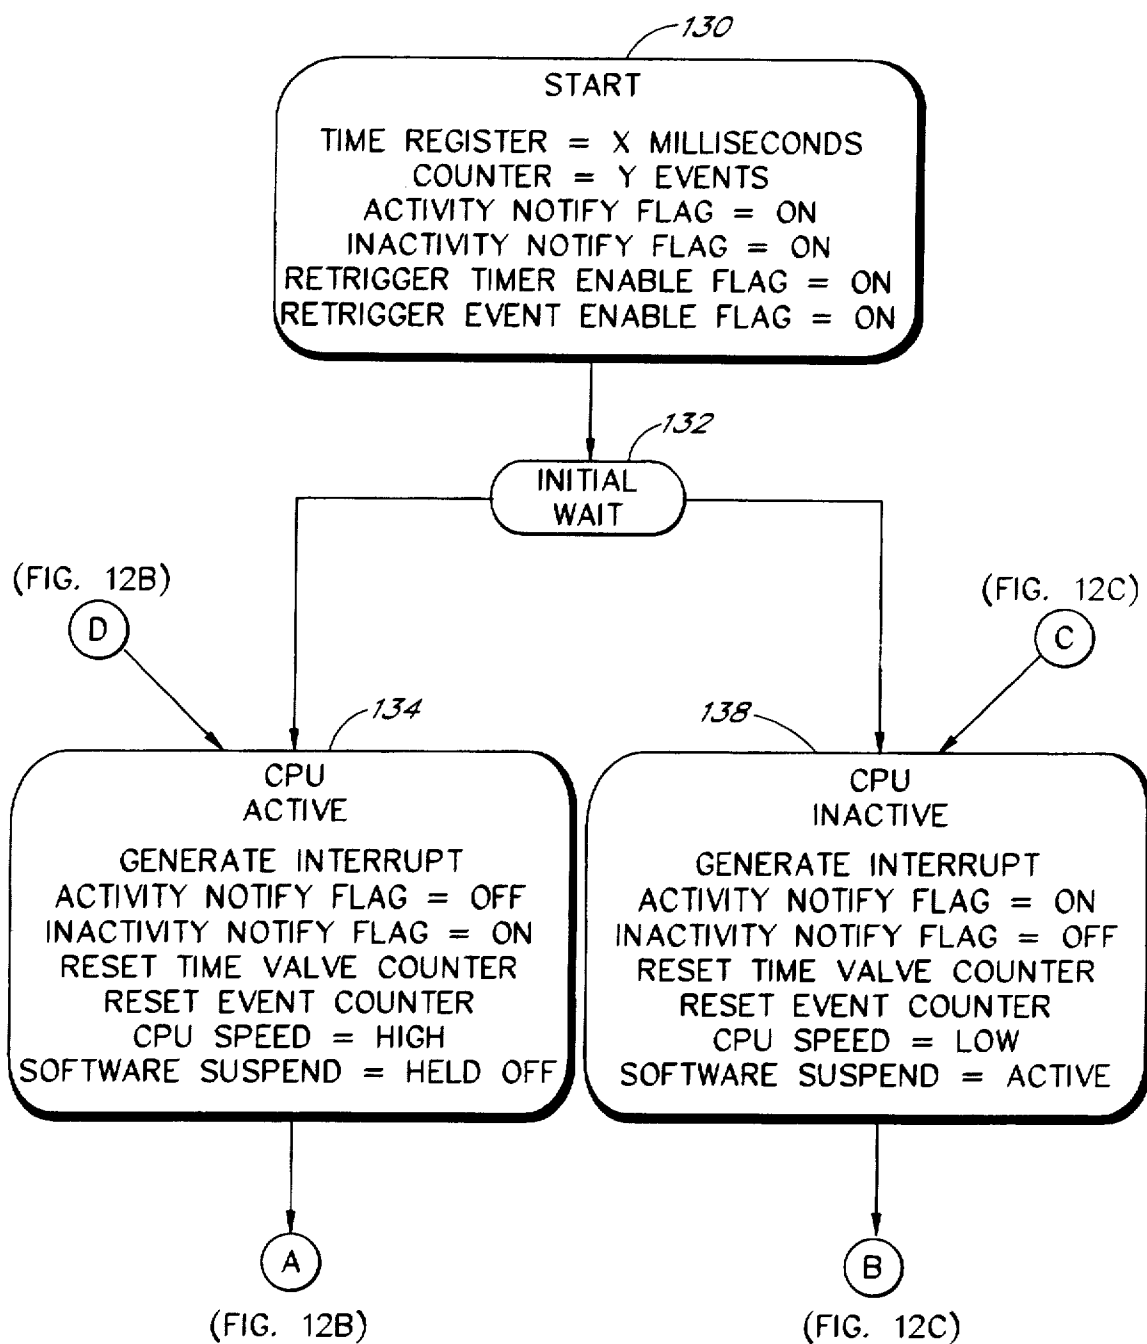 130
START
TIME REGISTER = X MILLISECONDS
COUNTER = Y EVENTS
ACTIVITY NOTIFY FLAG = ON
INACTIVITY NOTIFY FLAG = ON
RETRIGGER TIMER ENABLE FLAG = ON
RETRIGGER EVENT ENABLE FLAG = ON
132
INITIAL
WAIT
(FIG. 12B)
D
(FIG. 12C)
C
134
CPU
ACTIVE
GENERATE INTERRUPT
ACTIVITY NOTIFY FLAG = OFF
INACTIVITY NOTIFY FLAG = ON
RESET TIME VALVE COUNTER
RESET EVENT COUNTER
CPU SPEED = HIGH
SOFTWARE SUSPEND = HELD OFF
138
CPU
INACTIVE
GENERATE INTERRUPT
ACTIVITY NOTIFY FLAG = ON
INACTIVITY NOTIFY FLAG = OFF
RESET TIME VALVE COUNTER
RESET EVENT COUNTER
CPU SPEED = LOW
SOFTWARE SUSPEND = ACTIVE
A
(FIG. 12B)
B
(FIG. 12C)